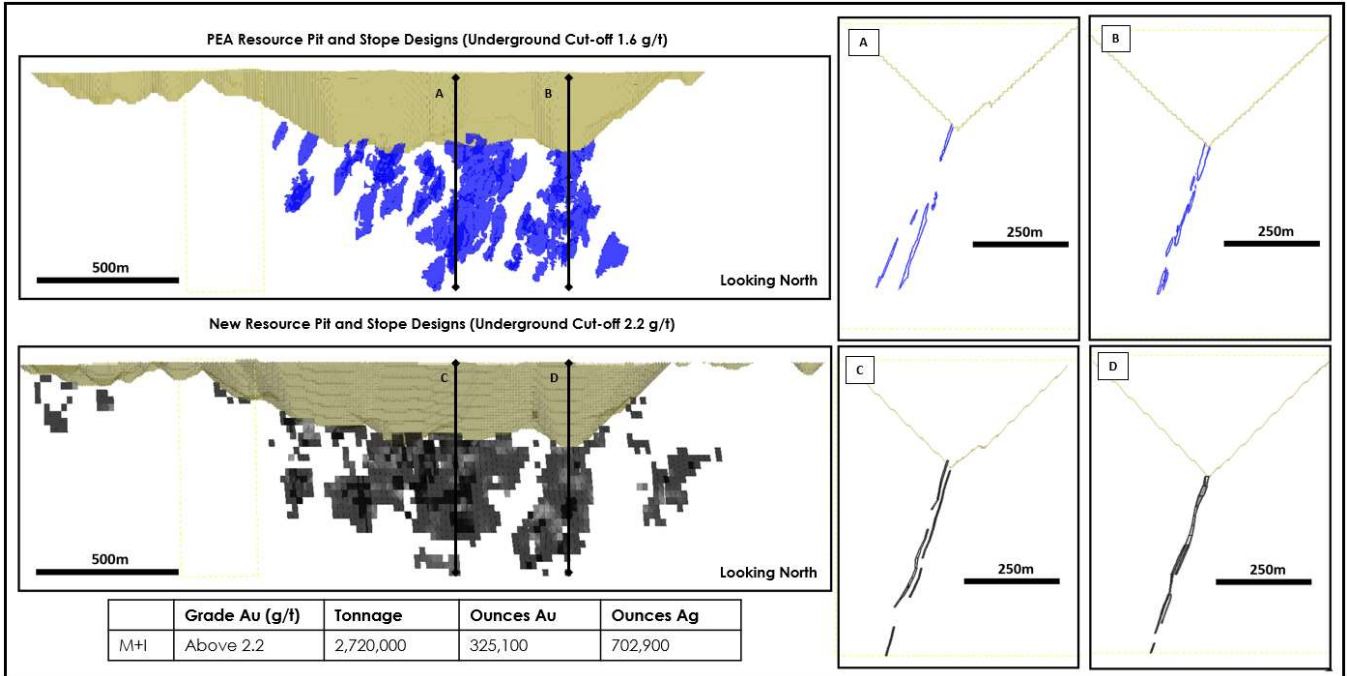 PEA Resource Pit and Stope Designs (Underground Cut-off 1.6 g/t)
A
B
500m
Looking North
A
250m
B
250m
New Resource Pit and Stope Designs (Underground Cut-off 2.2 g/t)
C
D
500m
Looking North
C
250m
D
250m
Grade Au (g/t) Tonnage Ounces Au Ounces Ag
M+I Above 2.2 2,720,000 325,100 702,900